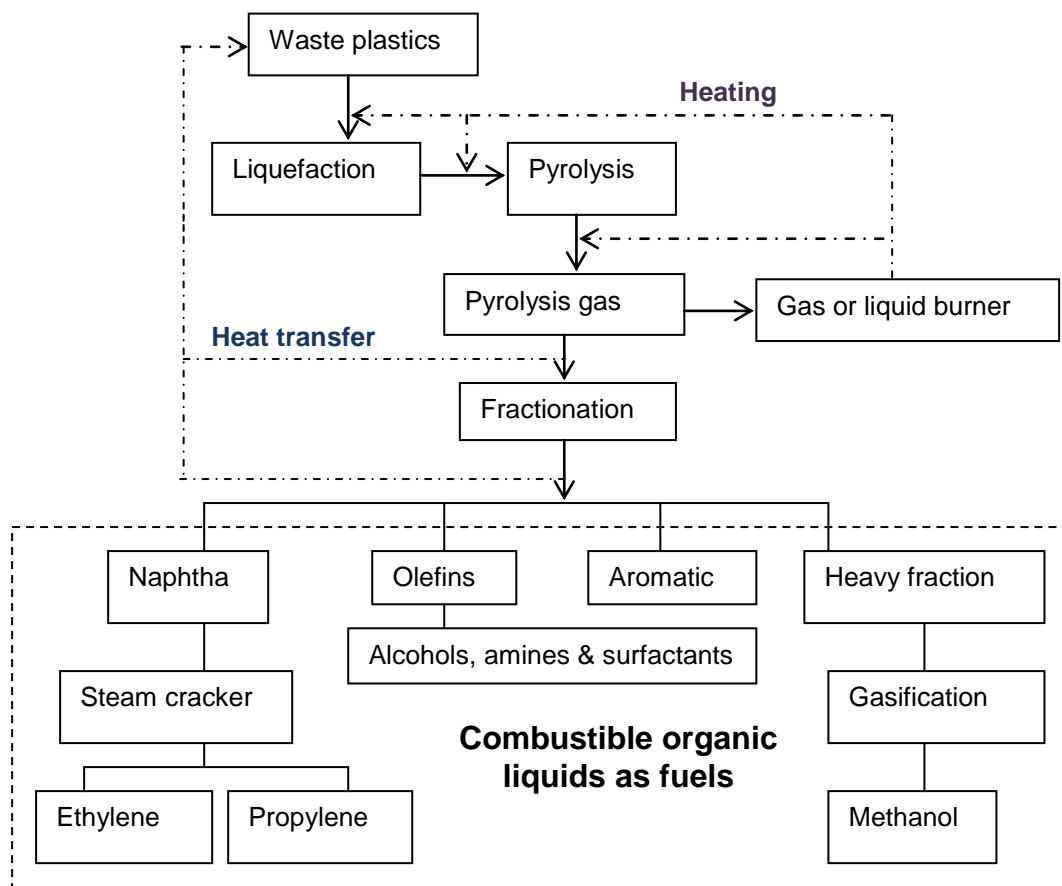 Waste plastics
Heating
Liquefaction
Pyrolysis
Pyrolysis gas
Gas or liquid burner
Heat transfer
Fractionation
Naphtha
Olefins
Aromatic
Heavy fraction
Alcohols, amines & surfactants
Steam cracker
Gasification
Combustible organic
liquids as fuels
Ethylene
Propylene
Methanol